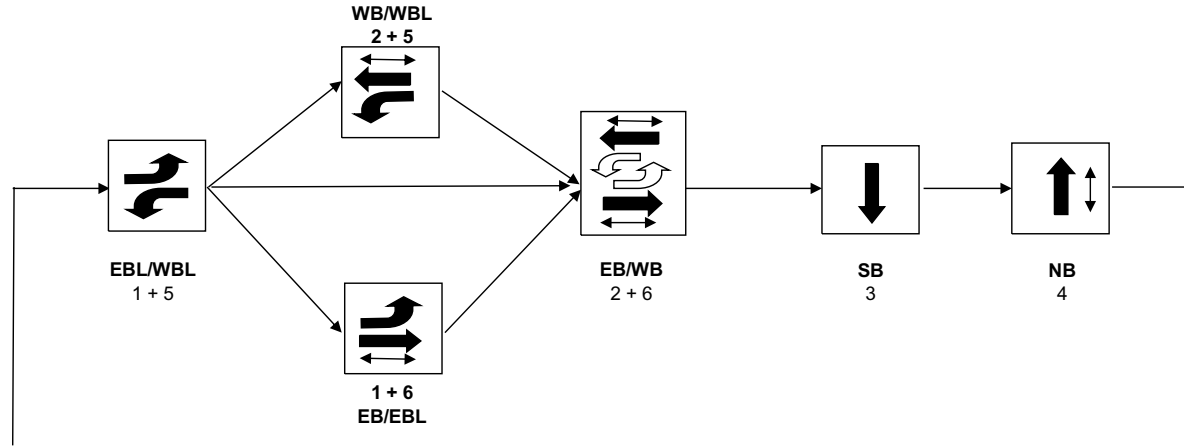 WB/WBL
2 + 5
EBL/WBL
1 + 5
EB/WB
2 + 6
SB
3
NB
4
1 + 6
EB/EBL